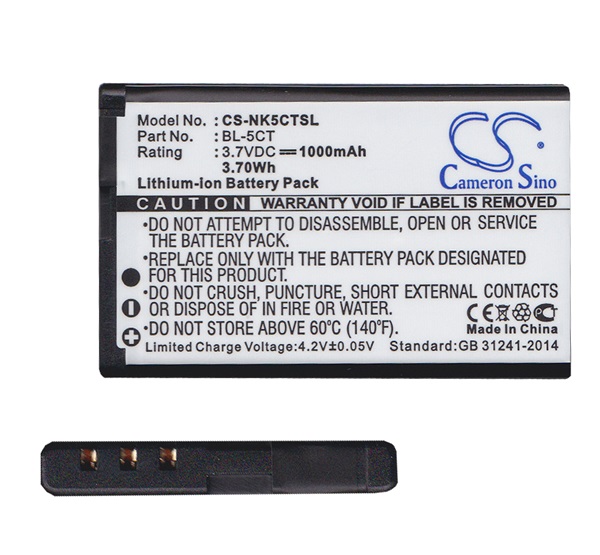 Model No. : CS-NK5CTSL
Part No. : BL-5CT
Rating : 3.7VDC 1000mAh
3.70Wh
Lithium-Ion Battery Pack
CS
Cameron Sino
CAUTION WARRANTY VOID IF LABEL IS REMOVED
•DO NOT ATTEMPT TO DISASSEMBLE, OPEN OR SERVICE
THE BATTERY PACK.
•REPLACE ONLY WITH THE BATTERY PACK DESIGNATED
FOR YOUR PRODUCT.
•DO NOT CRUSH, PUNCTURE, SHORT EXTERNAL CONTACTS
OR DISPOSE OF IN FIRE OR WATER.
•DO NOT STORE ABOVE 60°C (140°F).
CE
Made In China
Limited Charge Voltage:4.2V±0.05V
Standard:GB 31241-2014